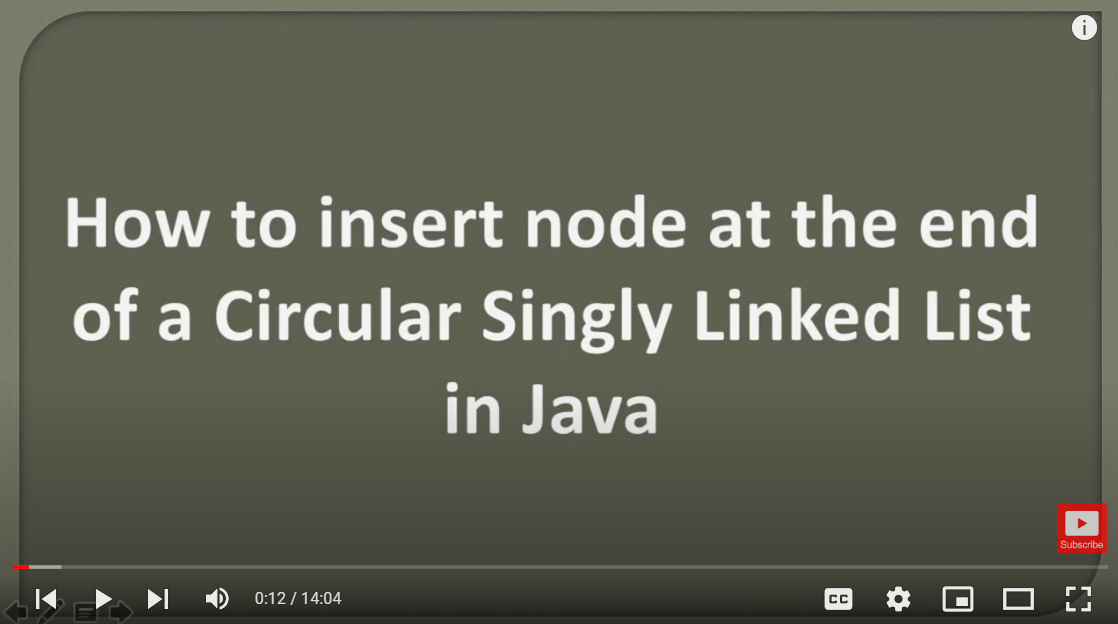 How to insert node at the end
of a Circular Singly Linked List
in Java
Subscribe
0:12 / 14:04
CC